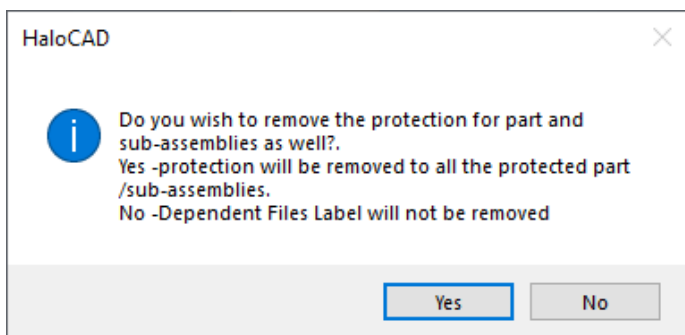 HaloCAD
Do you wish to remove the protection for part and
sub-assemblies as well?.
Yes -protection will be removed to all the protected part
/sub-assemblies.
No -Dependent Files Label will not be removed
Yes
No